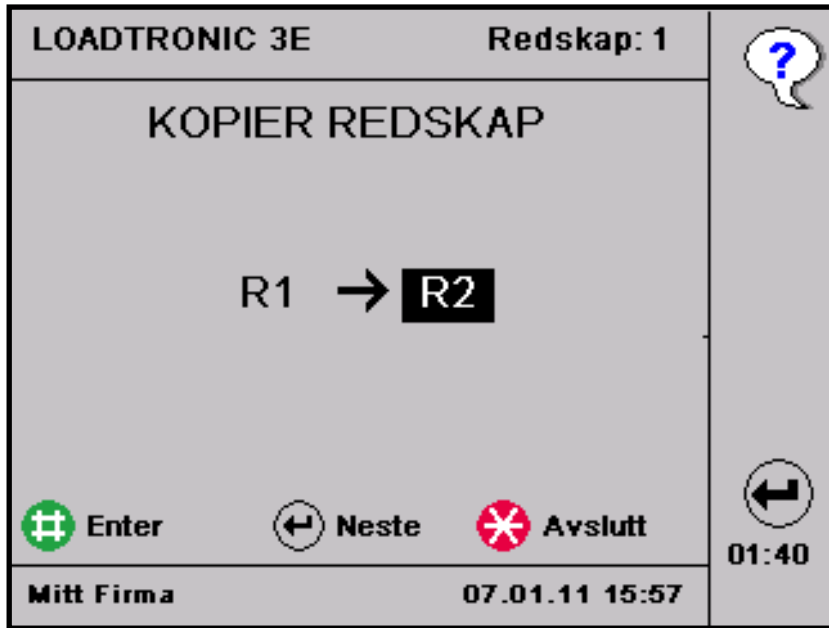 LOADTRONIC 3E Redskap: 1
?
KOPIER REDSKAP
R1 → R2
# Enter Neste * Avslutt
01:40
Mitt Firma 07.01.11 15:57